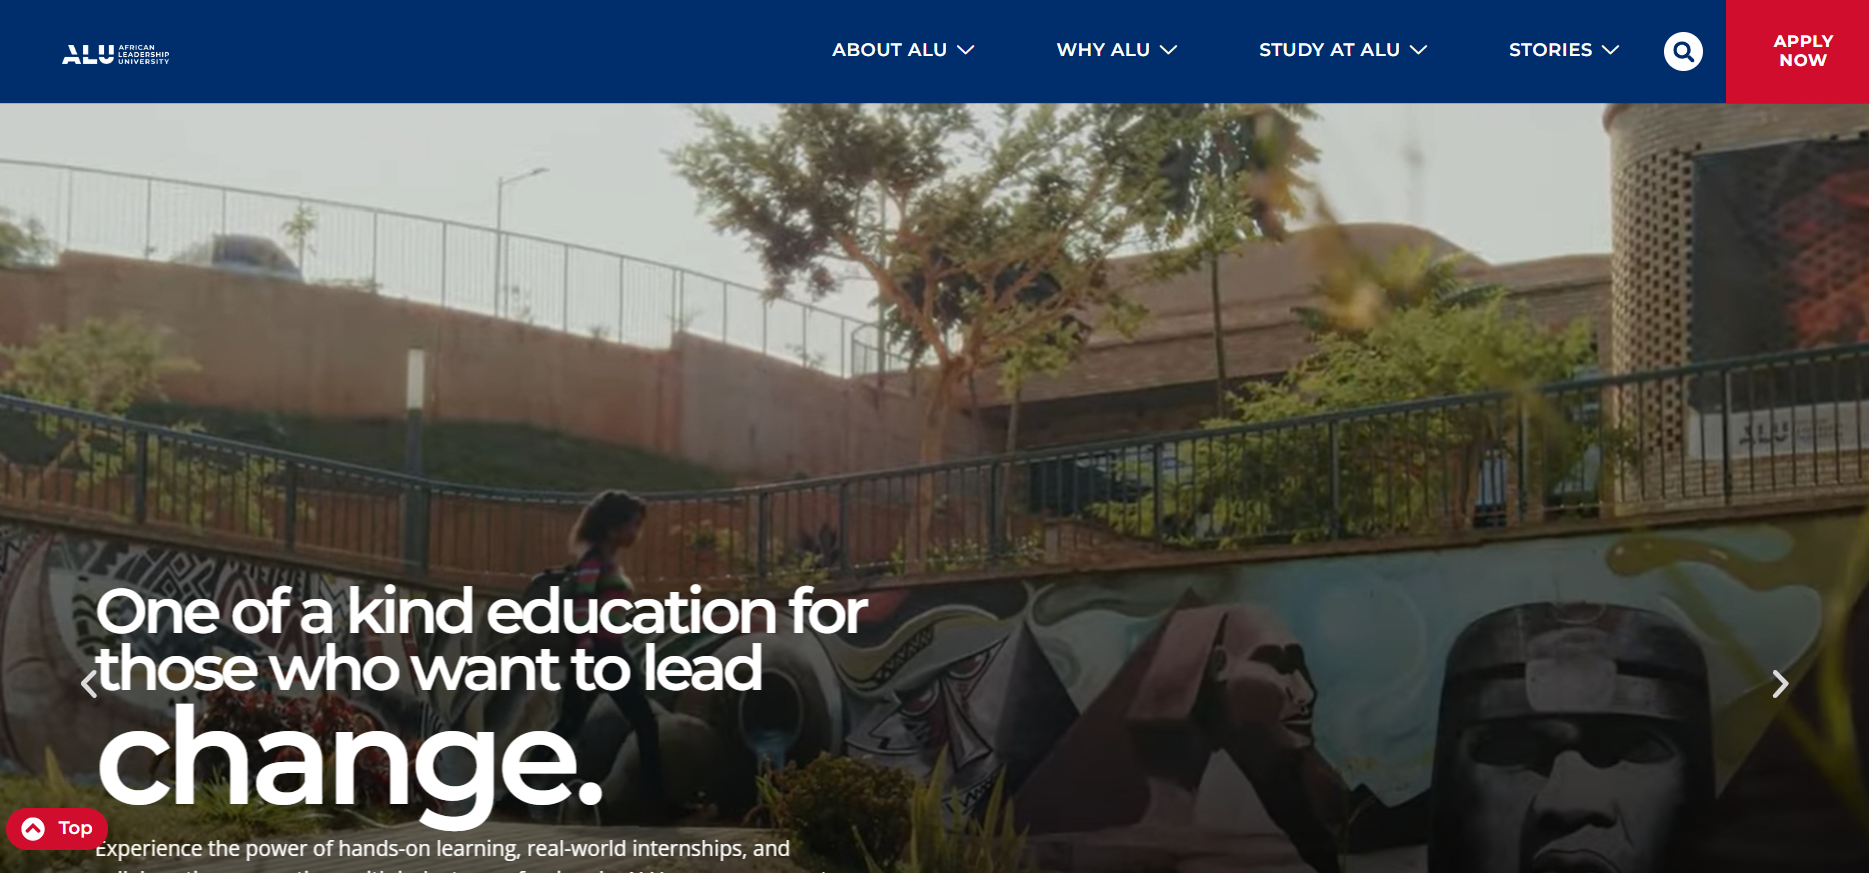 ALU AFRICAN
LEADERSHIP
UNIVERSITY
ABOUT ALU
WHY ALU
STUDY AT ALU
STORIES
APPLY
NOW
ALU
One of a kind education for
those who want to lead
change.
Top
Experience the power of hands-on learning, real-world internships, and